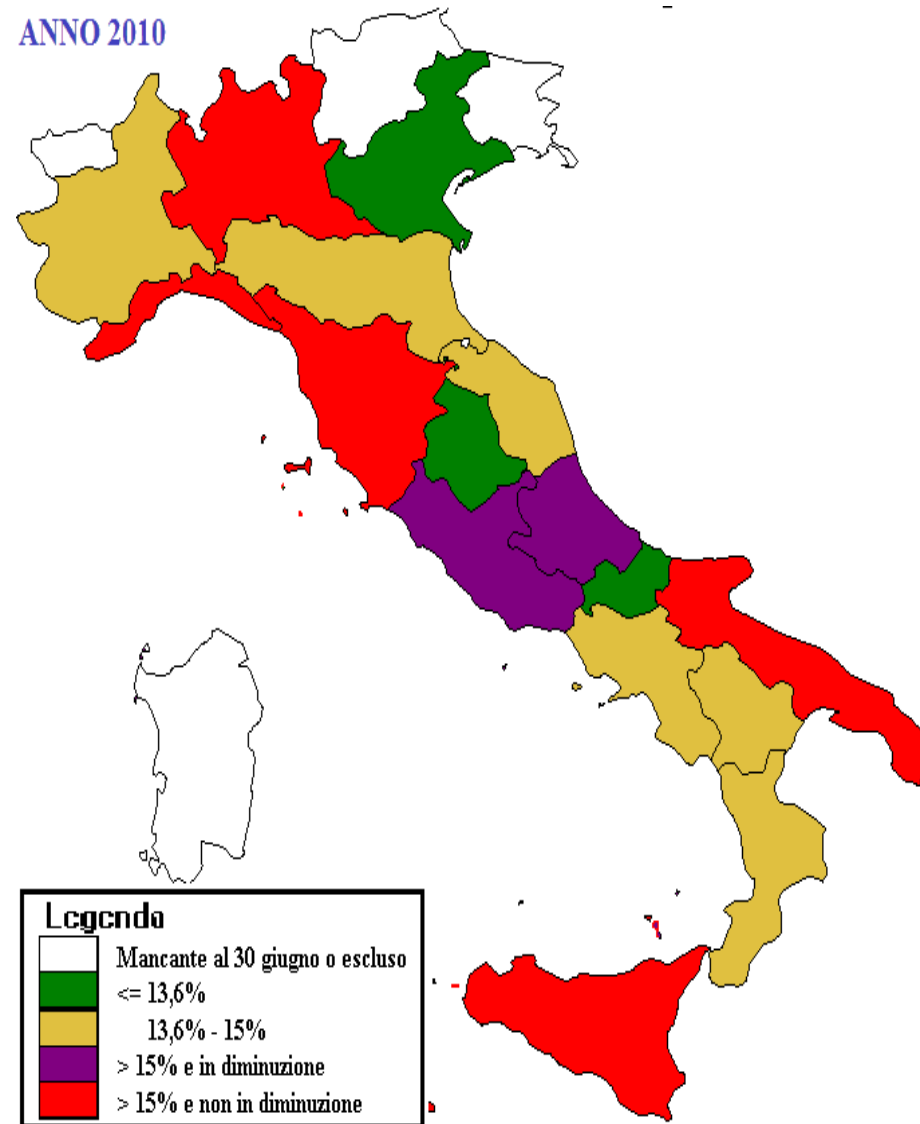 ANNO 2010
Legenda
Mancante al 30 giugno o escluso
<= 13,6%
13,6% - 15%
> 15% e in diminuzione
> 15% e non in diminuzione